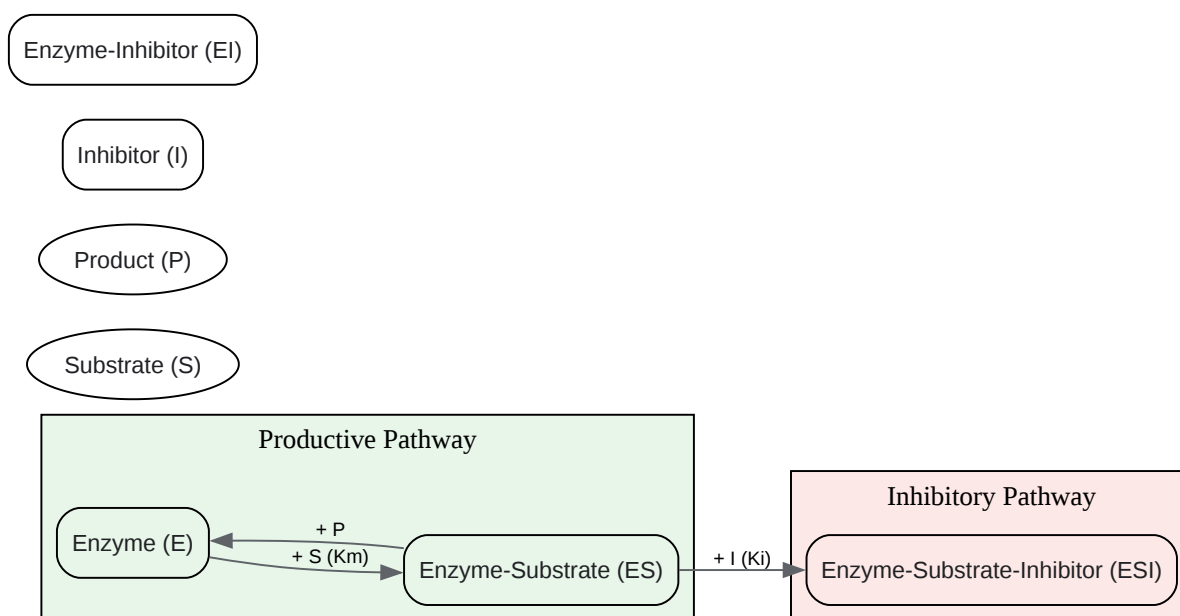 Enzyme-Inhibitor (EI)
Inhibitor (I)
Product (P)
Substrate (S)
Productive Pathway
Inhibitory Pathway
Enzyme (E)
+ P
+ S (Km)
Enzyme-Substrate (ES)
+ I (Ki)
Enzyme-Substrate-Inhibitor (ESI)